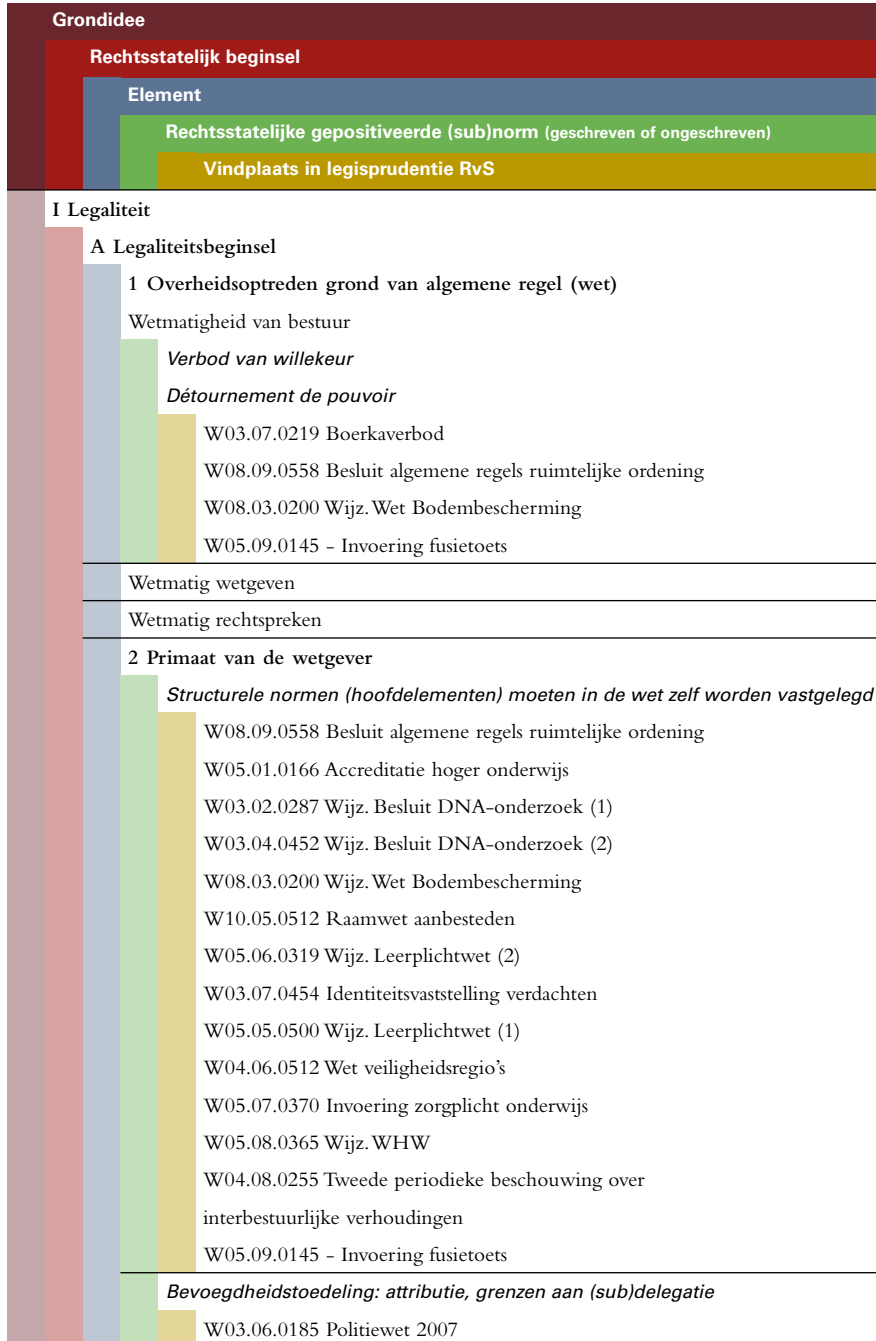 Grondidee
Rechtsstatelijk beginsel
Element
Rechtsstatelijke gepositiveerde (sub)norm (geschreven of ongeschreven)
Vindplaats in legisprudentie RvS
I Legaliteit
A Legaliteitsbeginsel
1 Overheidsoptreden grond van algemene regel (wet)
Wetmatigheid van bestuur
Verbod van willekeur
Détournement de pouvoir
W03.07.0219 Boerkaverbod
W08.09.0558 Besluit algemene regels ruimtelijke ordening
W08.03.0200 Wijz. Wet Bodembescherming
W05.09.0145 - Invoering fusietoets
Wetmatig wetgeven
Wetmatig rechtspreken
2 Primaat van de wetgever
Structurele normen (hoofdelementen) moeten in de wet zelf worden vastgelegd
W08.09.0558 Besluit algemene regels ruimtelijke ordening
W05.01.0166 Accreditatie hoger onderwijs
W03.02.0287 Wijz. Besluit DNA-onderzoek (1)
W03.04.0452 Wijz. Besluit DNA-onderzoek (2)
W08.03.0200 Wijz. Wet Bodembescherming
W10.05.0512 Raamwet aanbesteden
W05.06.0319 Wijz. Leerplichtwet (2)
W03.07.0454 Identiteitsvaststelling verdachten
W05.05.0500 Wijz. Leerplichtwet (1)
W04.06.0512 Wet veiligheidsregio's
W05.07.0370 Invoering zorgplicht onderwijs
W05.08.0365 Wijz. WHW
W04.08.0255 Tweede periodieke beschouwing over
interbestuurlijke verhoudingen
W05.09.0145 - Invoering fusietoets
Bevoegdheidstoedeling: attributie, grenzen aan (sub)delegatie
W03.06.0185 Politiewet 2007